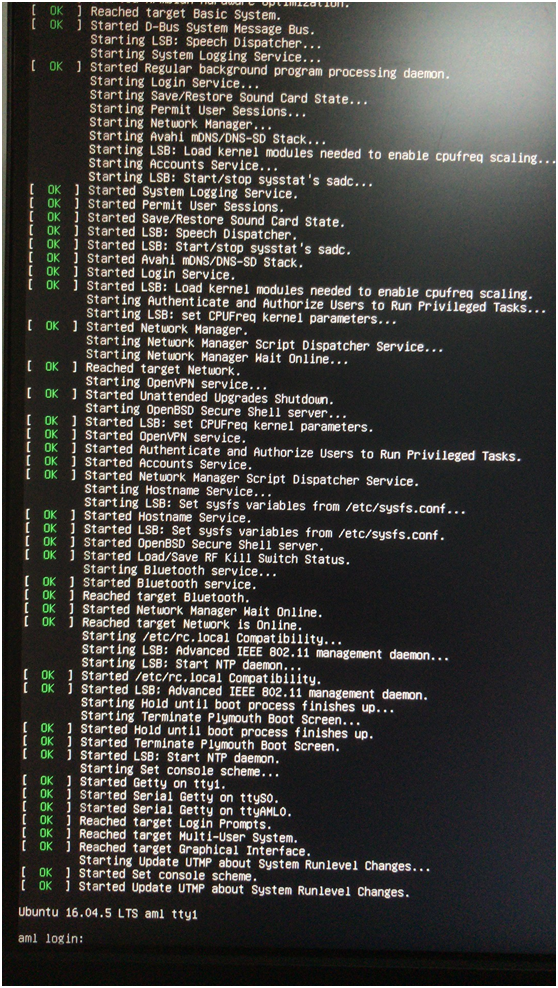 Armbian hardware optimization.
[ OK ] Reached target Basic System.
[ OK ] Started D-Bus System Message Bus.
Starting LSB: Speech Dispatcher...
Starting System Logging Service...
[ OK ] Started Regular background program processing daemon.
Starting Login Service...
Starting Save/Restore Sound Card State...
Starting Permit User Sessions...
Starting Network Manager...
Starting Avahi mDNS/DNS-SD Stack...
Starting LSB: Load kernel modules needed to enable cpufreq scaling...
Starting Accounts Service...
Starting LSB: Start/stop sysstat's sadc...
[ OK ] Started System Logging Service.
[ OK ] Started Permit User Sessions.
[ OK ] Started Save/Restore Sound Card State.
[ OK ] Started LSB: Speech Dispatcher.
[ OK ] Started LSB: Start/stop sysstat's sadc.
[ OK ] Started Avahi mDNS/DNS-SD Stack.
[ OK ] Started Login Service.
[ OK ] Started LSB: Load kernel modules needed to enable cpufreq scaling.
Starting Authenticate and Authorize Users to Run Privileged Tasks...
Starting LSB: set CPUFreq kernel parameters...
[ OK ] Started Network Manager.
Starting Network Manager Script Dispatcher Service...
Starting Network Manager Wait Online...
[ OK ] Reached target Network.
Starting OpenVPN service...
[ OK ] Started Unattended Upgrades Shutdown.
Starting OpenBSD Secure Shell server...
[ OK ] Started LSB: set CPUFreq kernel parameters.
[ OK ] Started OpenVPN service.
[ OK ] Started Authenticate and Authorize Users to Run Privileged Tasks.
[ OK ] Started Accounts Service.
[ OK ] Started Network Manager Script Dispatcher Service.
Starting Hostname Service...
Starting LSB: Set sysfs variables from /etc/sysfs.conf...
[ OK ] Started Hostname Service.
[ OK ] Started LSB: Set sysfs variables from /etc/sysfs.conf.
[ OK ] Started OpenBSD Secure Shell server.
[ OK ] Started Load/Save RF Kill Switch Status.
Starting Bluetooth service...
[ OK ] Started Bluetooth service.
[ OK ] Reached target Bluetooth.
[ OK ] Started Network Manager Wait Online.
[ OK ] Reached target Network is Online.
Starting /etc/rc.local Compatibility...
Starting LSB: Advanced IEEE 802.11 management daemon...
Starting LSB: Start NTP daemon...
[ OK ] Started /etc/rc.local Compatibility.
[ OK ] Started LSB: Advanced IEEE 802.11 management daemon.
Starting Hold until boot process finishes up...
Starting Terminate Plymouth Boot Screen...
[ OK ] Started Hold until boot process finishes up.
[ OK ] Started Terminate Plymouth Boot Screen.
[ OK ] Started LSB: Start NTP daemon.
Starting Set console scheme...
[ OK ] Started Getty on tty1.
[ OK ] Started Serial Getty on ttyS0.
[ OK ] Started Serial Getty on ttyAML0.
[ OK ] Reached target Login Prompts.
[ OK ] Reached target Multi-User System.
[ OK ] Reached target Graphical Interface.
Starting Update UTMP about System Runlevel Changes...
[ OK ] Started Set console scheme.
[ OK ] Started Update UTMP about System Runlevel Changes.
Ubuntu 16.04.5 LTS aml tty1
aml login: